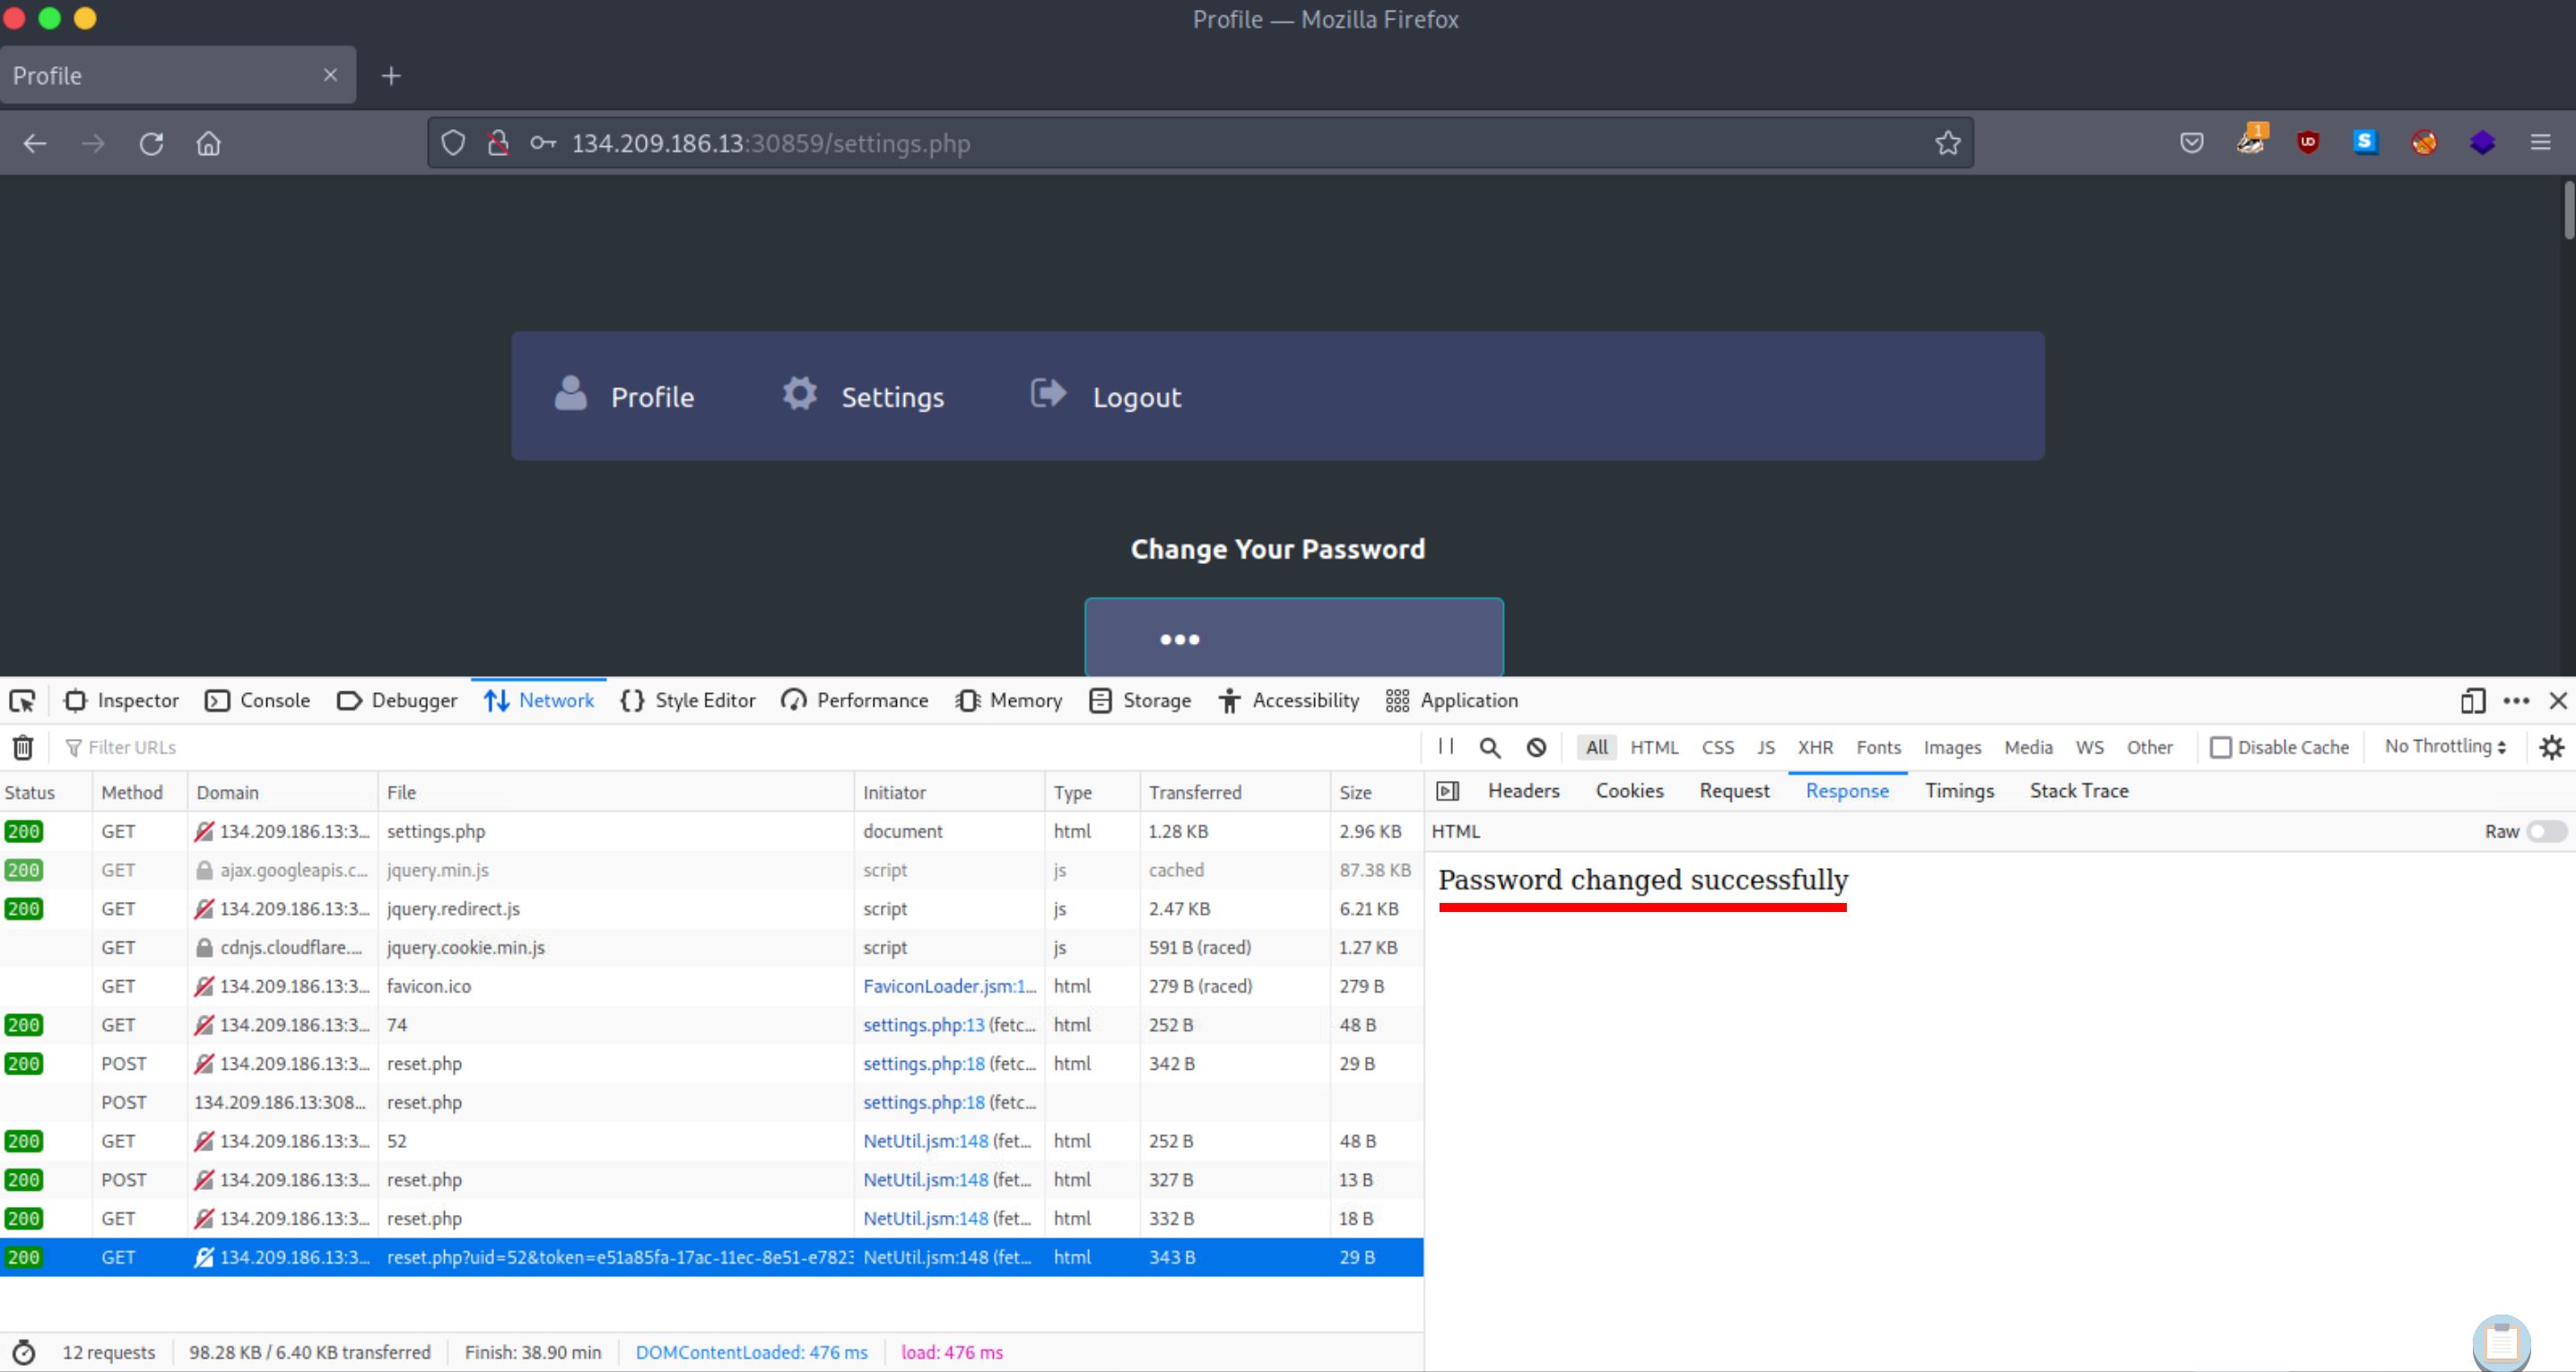 Profile — Mozilla Firefox
Profile
134.209.186.13:30859/settings.php
1
Profile Settings Logout
Change Your Password
Inspector Console Debugger Network Style Editor Performance Memory Storage Accessibility Application
Filter URLs
All HTML CSS JS XHR Fonts Images Media WS Other Disable Cache No Throttling
Status Method Domain File Initiator Type Transferred Size
200 GET 134.209.186.13:3... settings.php document html 1.28 KB 2.96 KB
200 GET ajax.googleapis.c... jquery.min.js script js cached 87.38 KB
200 GET 134.209.186.13:3... jquery.redirect.js script js 2.47 KB 6.21 KB
GET cdnjs.cloudflare.... jquery.cookie.min.js script js 591 B (raced) 1.27 KB
GET 134.209.186.13:3... favicon.ico FaviconLoader.jsm:1... html 279 B (raced) 279 B
200 GET 134.209.186.13:3... 74 settings.php:13 (fetc... html 252 B 48 B
200 POST 134.209.186.13:3... reset.php settings.php:18 (fetc... html 342 B 29 B
POST 134.209.186.13:308... reset.php settings.php:18 (fetc...
200 GET 134.209.186.13:3... 52 NetUtil.jsm:148 (fet... html 252 B 48 B
200 POST 134.209.186.13:3... reset.php NetUtil.jsm:148 (fet... html 327 B 13 B
200 GET 134.209.186.13:3... reset.php NetUtil.jsm:148 (fet... html 332 B 18 B
200 GET 134.209.186.13:3... reset.php?uid=52&token=e51a85fa-17ac-11ec-8e51-e7823 NetUtil.jsm:148 (fet... html 343 B 29 B
12 requests 98.28 KB / 6.40 KB transferred Finish: 38.90 min DOMContentLoaded: 476 ms load: 476 ms
Headers Cookies Request Response Timings Stack Trace
HTML Raw
Password changed successfully